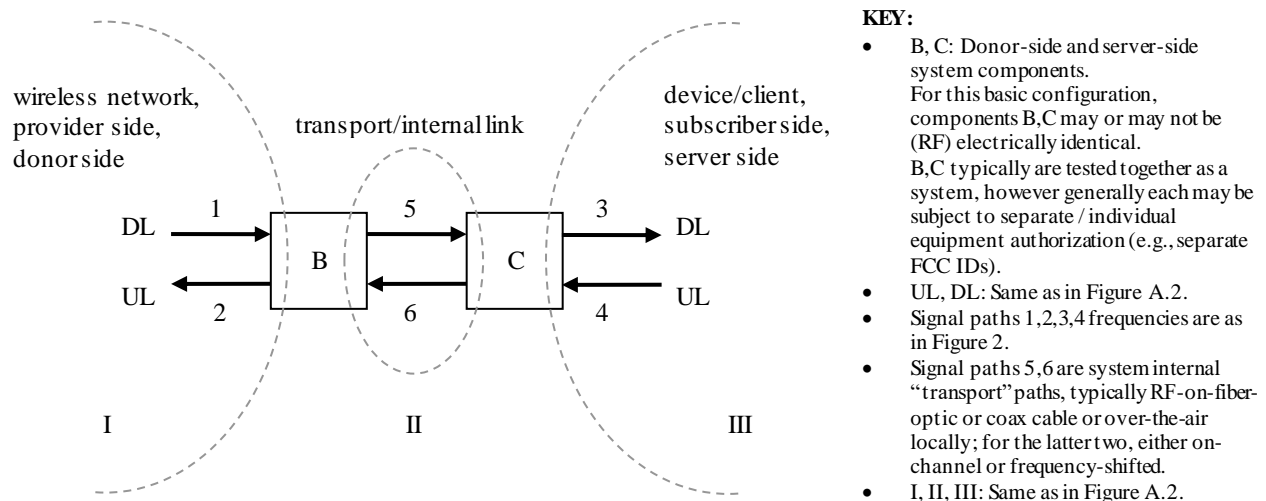 wireless network,
provider side,
donor side
transport/internal link
device/client,
subscriber side,
server side
1
5
3
DL
B
C
DL
UL
UL
2
6
4
I
II
III
KEY:
• B, C: Donor-side and server-side
system components.
For this basic configuration,
components B,C may or may not be
(RF) electrically identical.
B,C typically are tested together as a
system, however generally each may be
subject to separate / individual
equipment authorization (e.g., separate
FCC IDs).
• UL, DL: Same as in Figure A.2.
• Signal paths 1,2,3,4 frequencies are as
in Figure 2.
• Signal paths 5,6 are system internal
“transport” paths, typically RF-on-fiber-
optic or coax cable or over-the-air
locally; for the latter two, either on-
channel or frequency-shifted.
• I, II, III: Same as in Figure A.2.